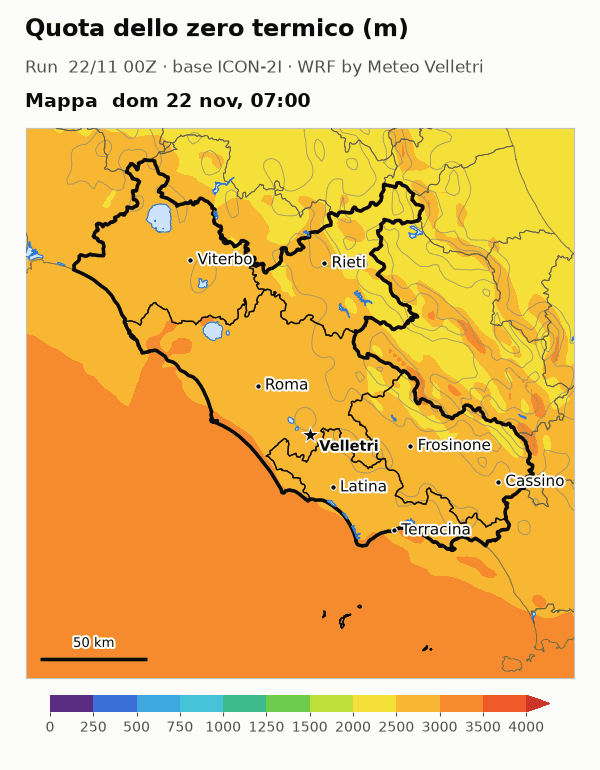 Quota dello zero termico (m)
Run  22/11 00Z · base ICON-2I · WRF by Meteo Velletri
Mappa  dom 22 nov, 07:00
Viterbo
Rieti
Roma
Velletri
Frosinone
Cassino
Latina
Terracina
50 km
0 250 500 750 1000 1250 1500 2000 2500 3000 3500 4000